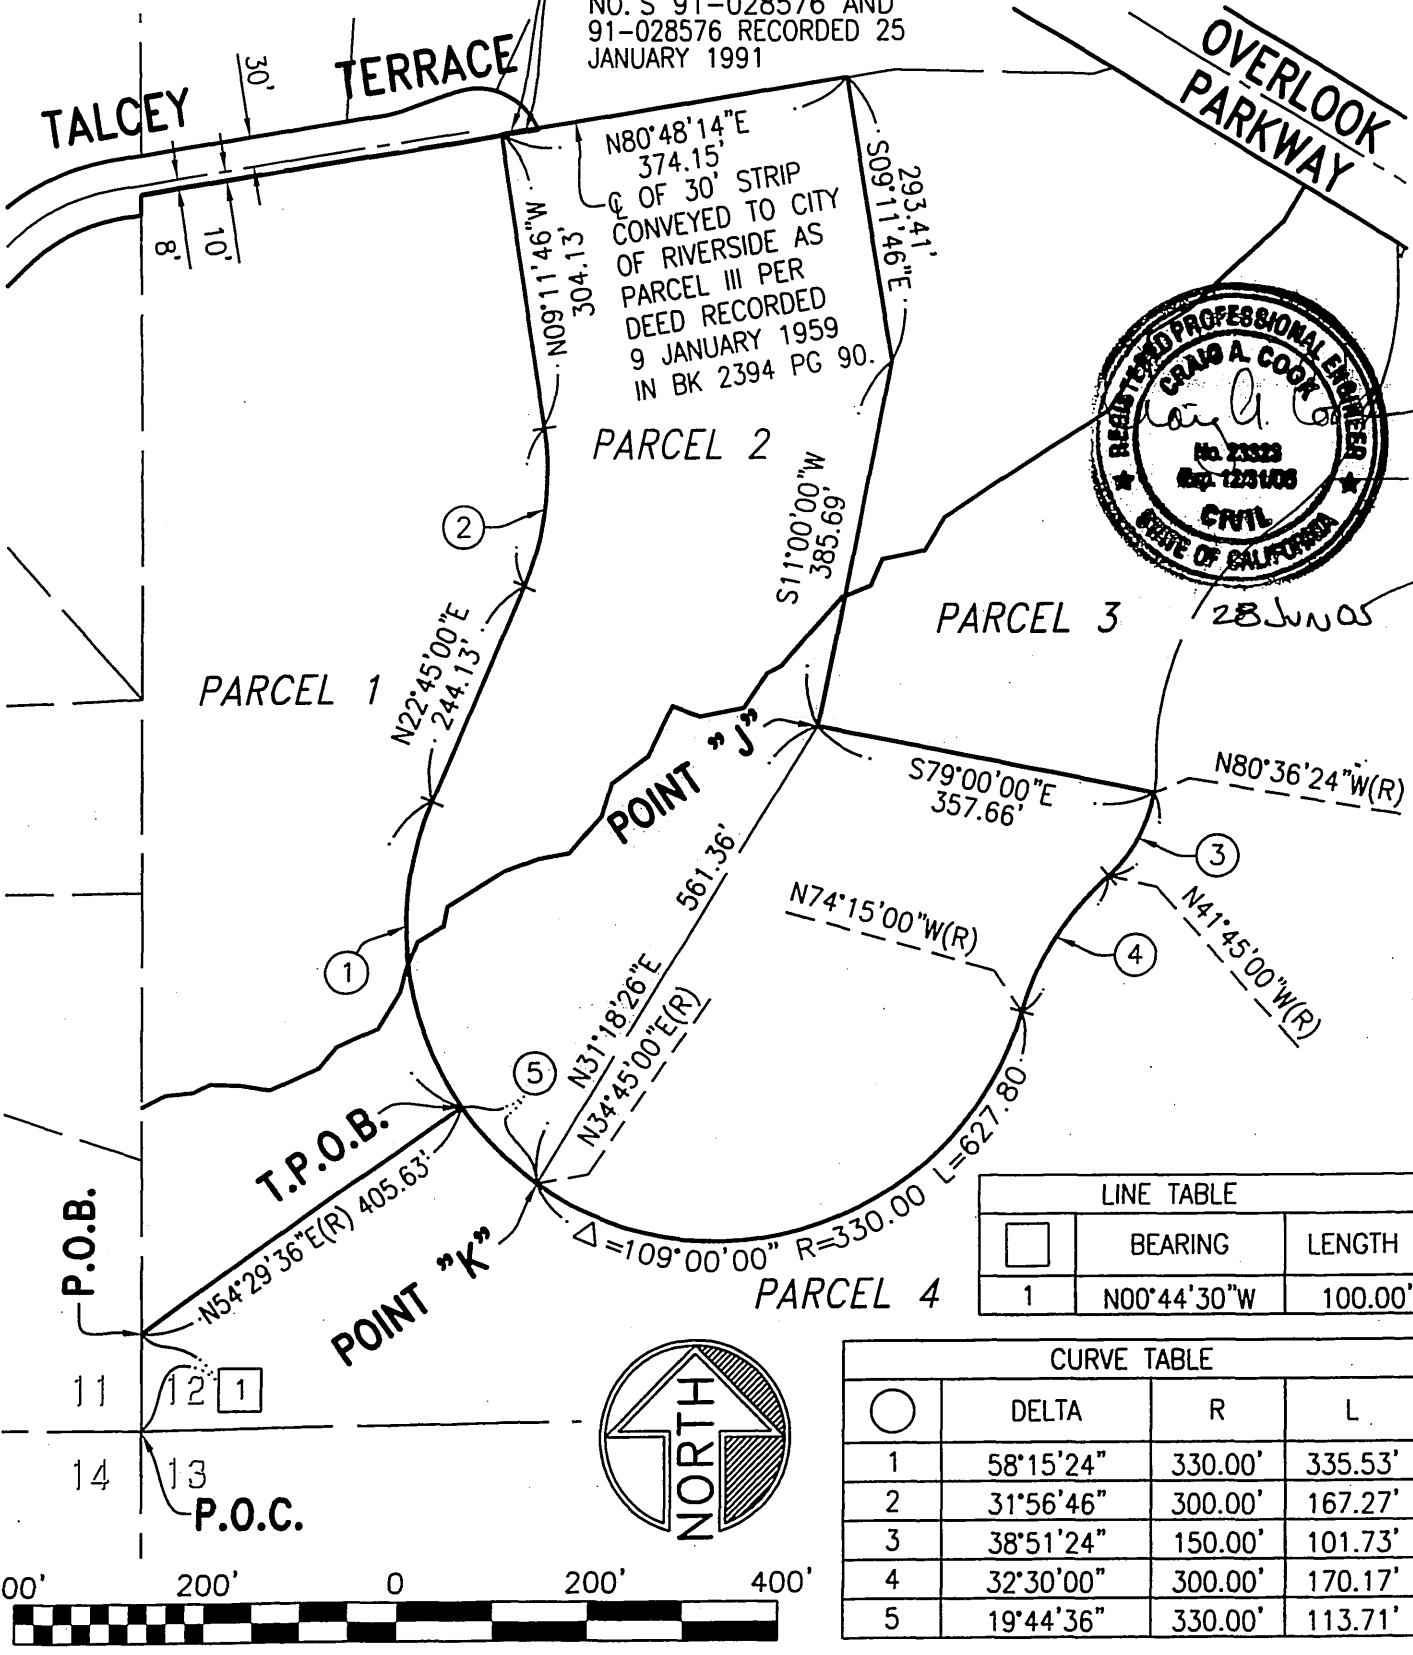 NO.'S 91-028576 AND
91-028576 RECORDED 25
JANUARY 1991
OVERLOOK
PARKWAY
TALCEY TERRACE
30'
8'
10'
N80°48'14"E
374.15'
℄ OF 30' STRIP
CONVEYED TO CITY
OF RIVERSIDE AS
PARCEL III PER
DEED RECORDED
9 JANUARY 1959
IN BK 2394 PG 90.
N09°11'46"W
304.13'
293.41'
S09°11'46"E
REGISTERED PROFESSIONAL ENGINEER
CRAIG A. COOK
No. 23323
Exp. 12/31/05
CIVIL
STATE OF CALIFORNIA
28 JUN 05
PARCEL 2
2
S11°00'00"W
385.69'
PARCEL 3
N22°45'00"E
244.13'
PARCEL 1
POINT "J"
S79°00'00"E
357.66'
N80°36'24"W(R)
3
561.36'
N31°18'26"E
N74°15'00"W(R)
N41°45'00"W(R)
4
1
N34°45'00"E(R)
5
T.P.O.B.
N54°29'36"E(R) 405.63'
P.O.B.
POINT "K"
△=109°00'00" R=330.00 L=627.80
PARCEL 4
LINE TABLE
BEARING LENGTH
1 N00°44'30"W 100.00'
11 12 1
14 13
P.O.C.
NORTH
CURVE TABLE
DELTA R L
1 58°15'24" 330.00' 335.53'
2 31°56'46" 300.00' 167.27'
3 38°51'24" 150.00' 101.73'
4 32°30'00" 300.00' 170.17'
5 19°44'36" 330.00' 113.71'
00' 200' 0 200' 400'